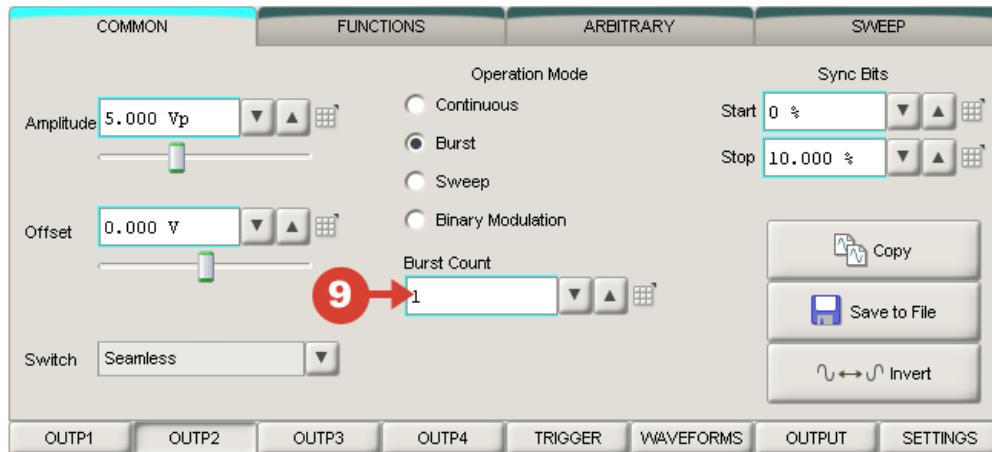 COMMON FUNCTIONS ARBITRARY SWEEP
Operation Mode Sync Bits
Amplitude 5.000 Vp
Continuous
Start 0 %
Burst
Stop 10.000 %
Sweep
Offset 0.000 V
Binary Modulation
Copy
Burst Count
9 1
Save to File
Switch Seamless
Invert
OUTP1 OUTP2 OUTP3 OUTP4 TRIGGER WAVEFORMS OUTPUT SETTINGS